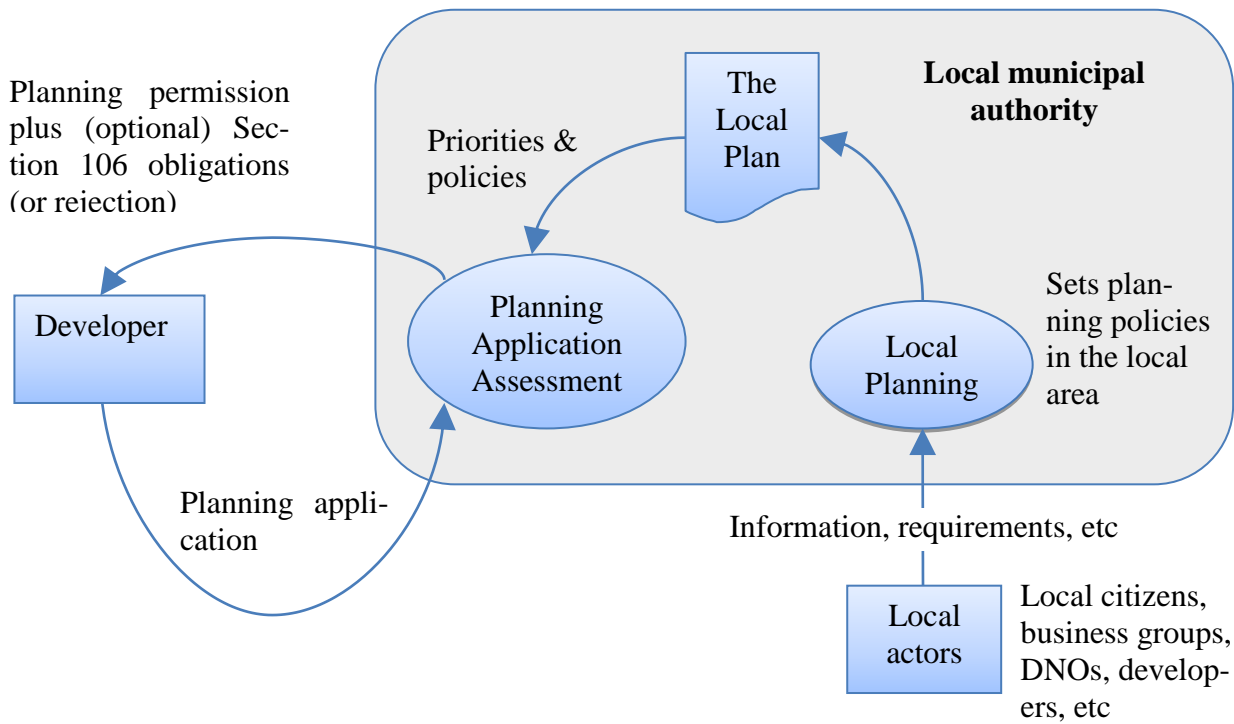 Planning permission
plus (optional) Sec-
tion 106 obligations
(or rejection)
Developer
Planning appli-
cation
Local municipal
authority
The
Local
Plan
Priorities &
policies
Planning
Application
Assessment
Local
Planning
Sets plan-
ning policies
in the local
area
Information, requirements, etc
Local
actors
Local citizens,
business groups,
DNOs, develop-
ers, etc